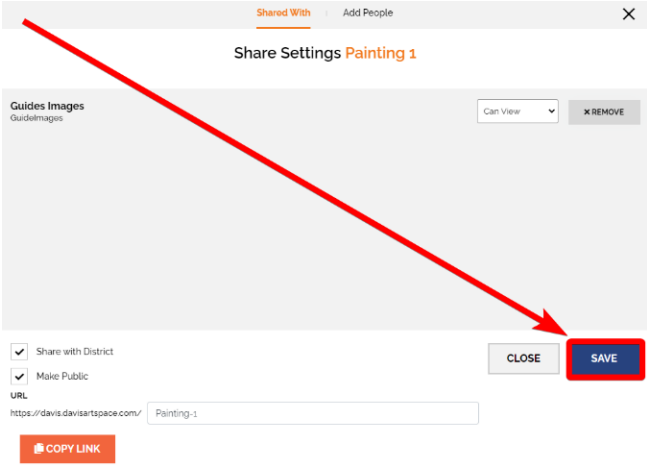 Shared With Add People
Share Settings Painting 1
Guides Images
GuideImages
Can View
× REMOVE
Share with District
Make Public
CLOSE
SAVE
URL
https://davis.davisartspace.com/ Painting-1
COPY LINK